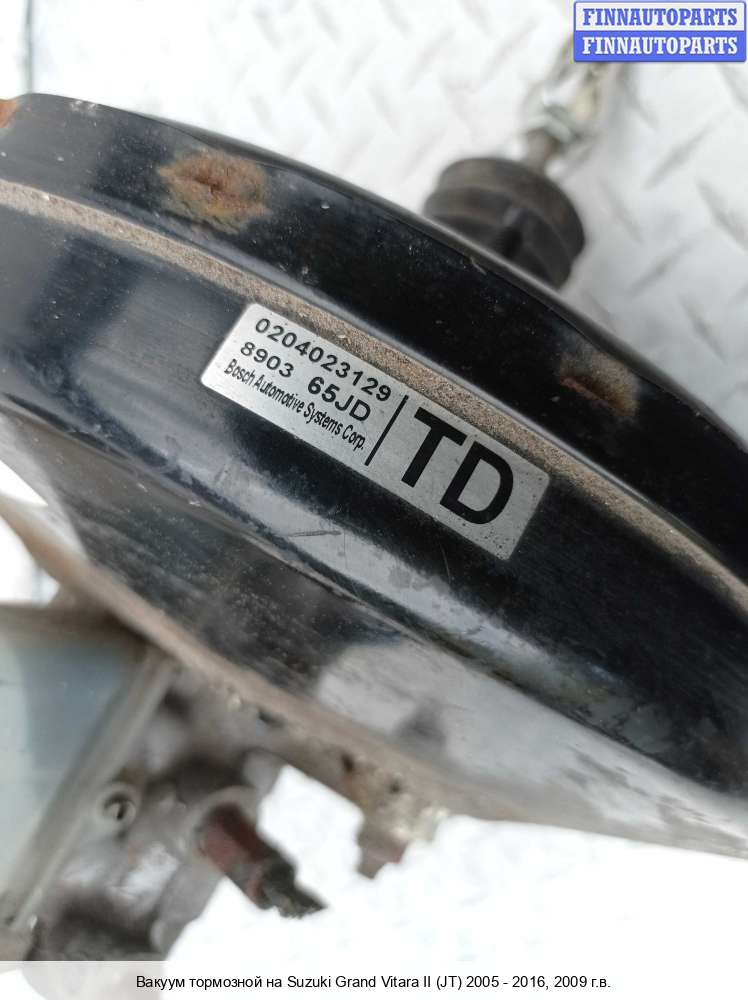 FINNAUTOPARTS
FINNAUTOPARTS
0204023129
8903 65JD
Bosch Automotive Systems Corp.
TD
Вакуум тормозной на Suzuki Grand Vitara II (JT) 2005 - 2016, 2009 г.в.